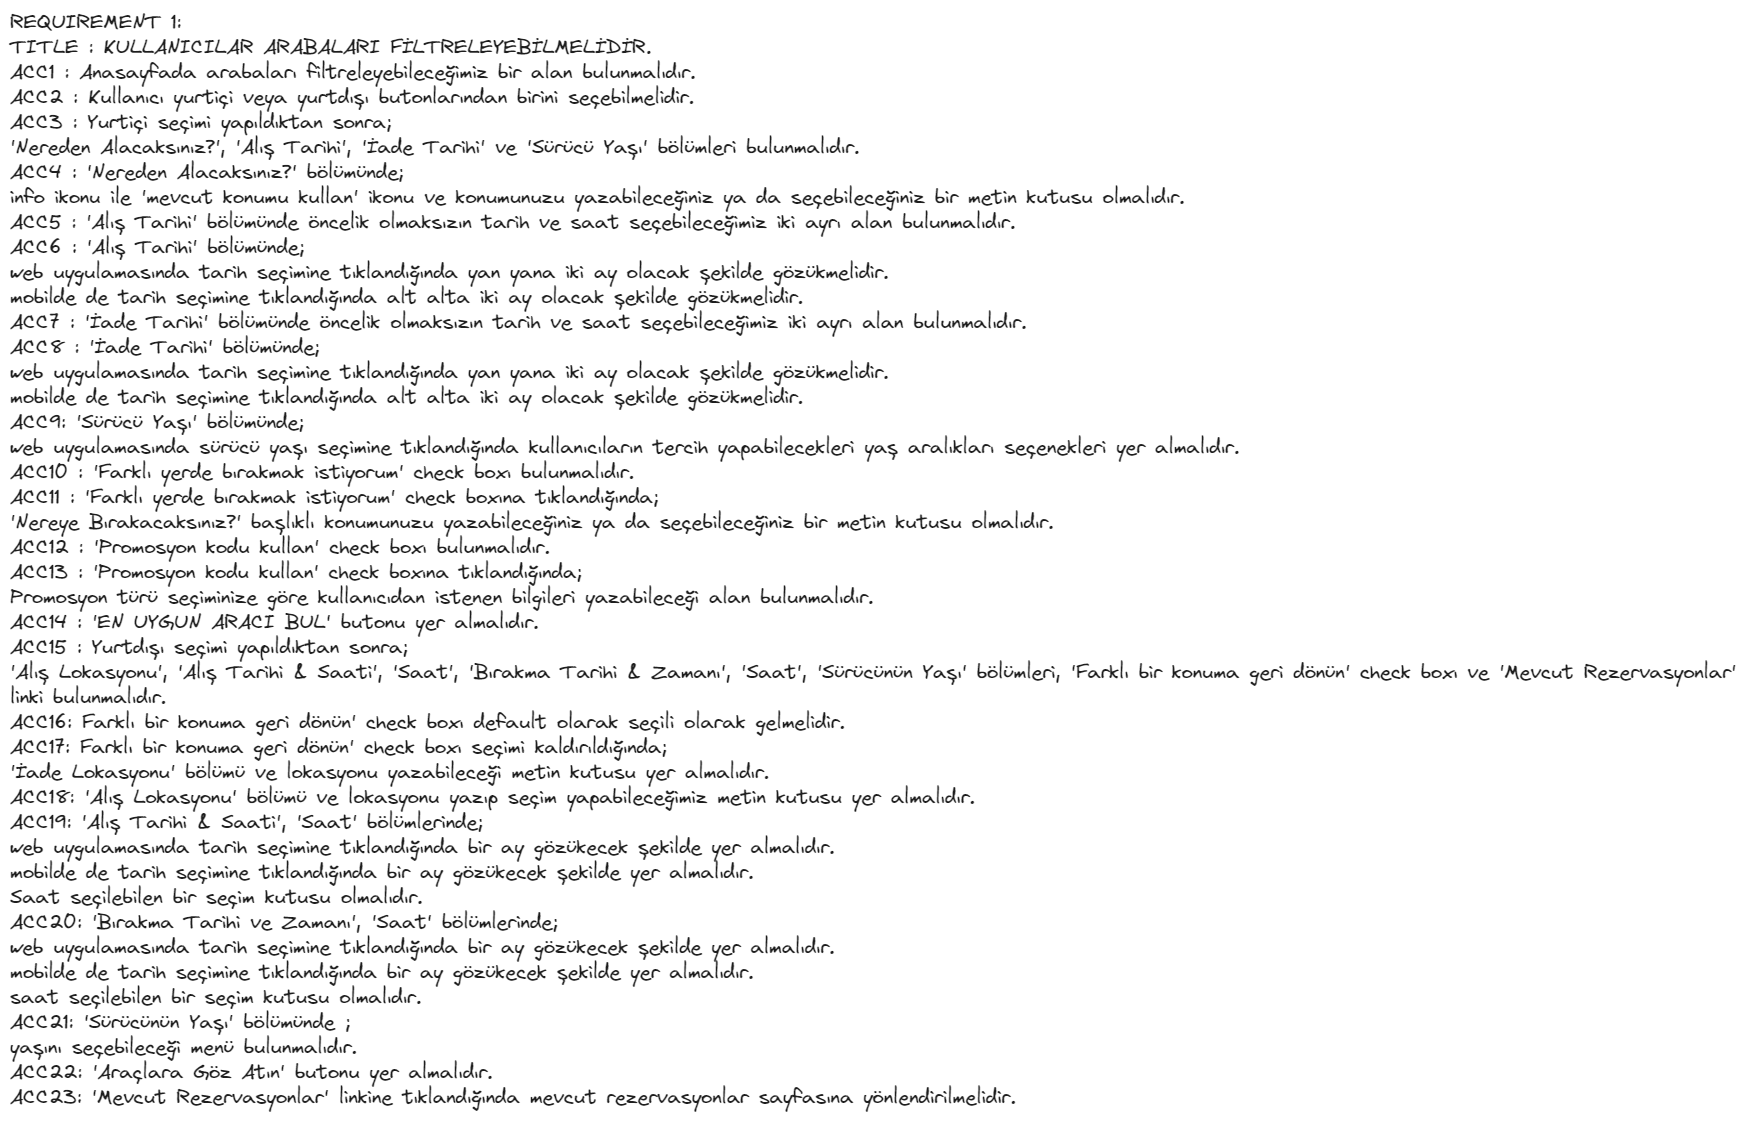 REQUIREMENT 1:
TITLE : KULLANICILAR ARABALARI FİLTRELEYEBİLMELİDİR.
ACC1 : Anasayfada arabaları filtreleyebileceğimiz bir alan bulunmalıdır.
ACC2 : Kullanıcı yurtiçi veya yurtdışı butonlarından birini seçebilmelidir.
ACC3 : Yurtiçi seçimi yapıldıktan sonra;
'Nereden Alacaksınız?', 'Alış Tarihi', 'İade Tarihi' ve 'Sürücü Yaşı' bölümleri bulunmalıdır.
ACC4 : 'Nereden Alacaksınız?' bölümünde;
info ikonu ile 'mevcut konumu kullan' ikonu ve konumunuzu yazabileceğiniz ya da seçebileceğiniz bir metin kutusu olmalıdır.
ACC5 : 'Alış Tarihi' bölümünde öncelik olmaksızın tarih ve saat seçebileceğimiz iki ayrı alan bulunmalıdır.
ACC6 : 'Alış Tarihi' bölümünde;
web uygulamasında tarih seçimine tıklandığında yan yana iki ay olacak şekilde gözükmelidir.
mobilde de tarih seçimine tıklandığında alt alta iki ay olacak şekilde gözükmelidir.
ACC7 : 'İade Tarihi' bölümünde öncelik olmaksızın tarih ve saat seçebileceğimiz iki ayrı alan bulunmalıdır.
ACC8 : 'İade Tarihi' bölümünde;
web uygulamasında tarih seçimine tıklandığında yan yana iki ay olacak şekilde gözükmelidir.
mobilde de tarih seçimine tıklandığında alt alta iki ay olacak şekilde gözükmelidir.
ACC9: 'Sürücü Yaşı' bölümünde;
web uygulamasında sürücü yaşı seçimine tıklandığında kullanıcıların tercih yapabilecekleri yaş aralıkları seçenekleri yer almalıdır.
ACC10 : 'Farklı yerde bırakmak istiyorum' check boxı bulunmalıdır.
ACC11 : 'Farklı yerde bırakmak istiyorum' check boxına tıklandığında;
'Nereye Bırakacaksınız?' başlıklı konumunuzu yazabileceğiniz ya da seçebileceğiniz bir metin kutusu olmalıdır.
ACC12 : 'Promosyon kodu kullan' check boxı bulunmalıdır.
ACC13 : 'Promosyon kodu kullan' check boxına tıklandığında;
Promosyon türü seçiminize göre kullanıcıdan istenen bilgileri yazabileceği alan bulunmalıdır.
ACC14 : 'EN UYGUN ARACI BUL' butonu yer almalıdır.
ACC15 : Yurtdışı seçimi yapıldıktan sonra;
'Alış Lokasyonu', 'Alış Tarihi & Saati', 'Saat', 'Bırakma Tarihi & Zamanı', 'Saat', 'Sürücünün Yaşı' bölümleri, 'Farklı bir konuma geri dönün' check boxı ve 'Mevcut Rezervasyonlar'
linki bulunmalıdır.
ACC16: Farklı bir konuma geri dönün' check boxı default olarak seçili olarak gelmelidir.
ACC17: Farklı bir konuma geri dönün' check boxı seçimi kaldırıldığında;
'İade Lokasyonu' bölümü ve lokasyonu yazabileceği metin kutusu yer almalıdır.
ACC18: 'Alış Lokasyonu' bölümü ve lokasyonu yazıp seçim yapabileceğimiz metin kutusu yer almalıdır.
ACC19: 'Alış Tarihi & Saati', 'Saat' bölümlerinde;
web uygulamasında tarih seçimine tıklandığında bir ay gözükecek şekilde yer almalıdır.
mobilde de tarih seçimine tıklandığında bir ay gözükecek şekilde yer almalıdır.
Saat seçilebilen bir seçim kutusu olmalıdır.
ACC20: 'Bırakma Tarihi ve Zamanı', 'Saat' bölümlerinde;
web uygulamasında tarih seçimine tıklandığında bir ay gözükecek şekilde yer almalıdır.
mobilde de tarih seçimine tıklandığında bir ay gözükecek şekilde yer almalıdır.
saat seçilebilen bir seçim kutusu olmalıdır.
ACC21: 'Sürücünün Yaşı' bölümünde ;
yaşını seçebileceği menü bulunmalıdır.
ACC22: 'Araçlara Göz Atın' butonu yer almalıdır.
ACC23: 'Mevcut Rezervasyonlar' linkine tıklandığında mevcut rezervasyonlar sayfasına yönlendirilmelidir.